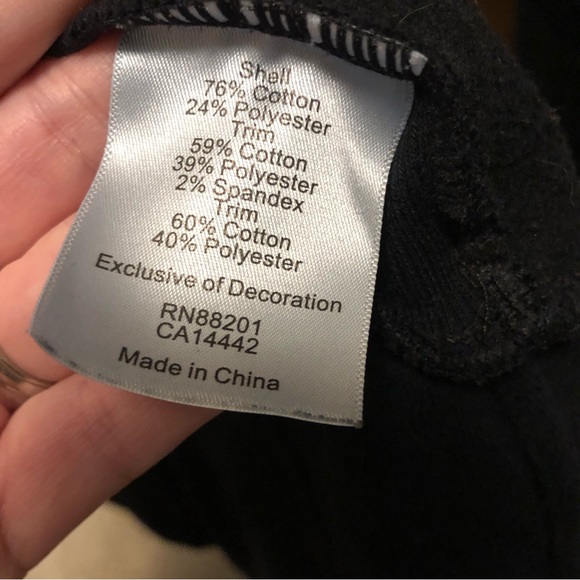 Shell
76% Cotton
24% Polyester
Trim
59% Cotton
39% Polyester
2% Spandex
Trim
60% Cotton
40% Polyester
Exclusive of Decoration
RN88201
CA14442
Made in China